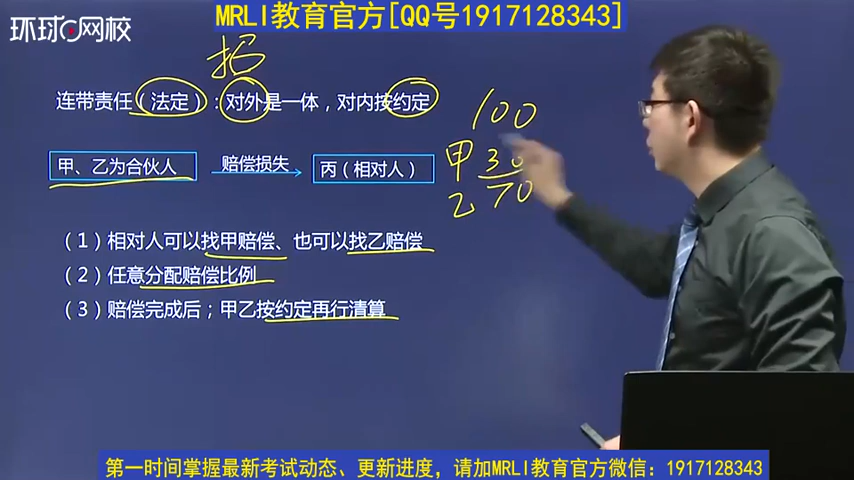 MRLI教育官方[QQ号1917128343]
环球网校
招
连带责任（法定）：对外是一体，对内按约定
100
甲、乙为合伙人
赔偿损失
丙（相对人）
甲 30
乙 70
（1）相对人可以找甲赔偿、也可以找乙赔偿
（2）任意分配赔偿比例
（3）赔偿完成后；甲乙按约定再行清算
第一时间掌握最新考试动态、更新进度，请加MRLI教育官方微信：1917128343